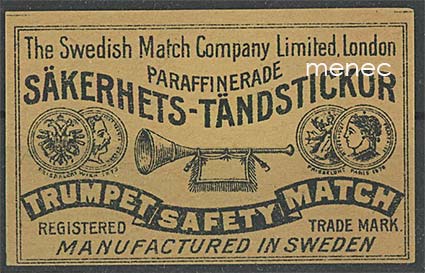 The Swedish Match Company Limited, London
menec
PARAFFINERADE
SÄKERHETS-TÄNDSTICKOR
TRUMPET SAFETY MATCH
REGISTERED TRADE MARK.
MANUFACTURED IN SWEDEN